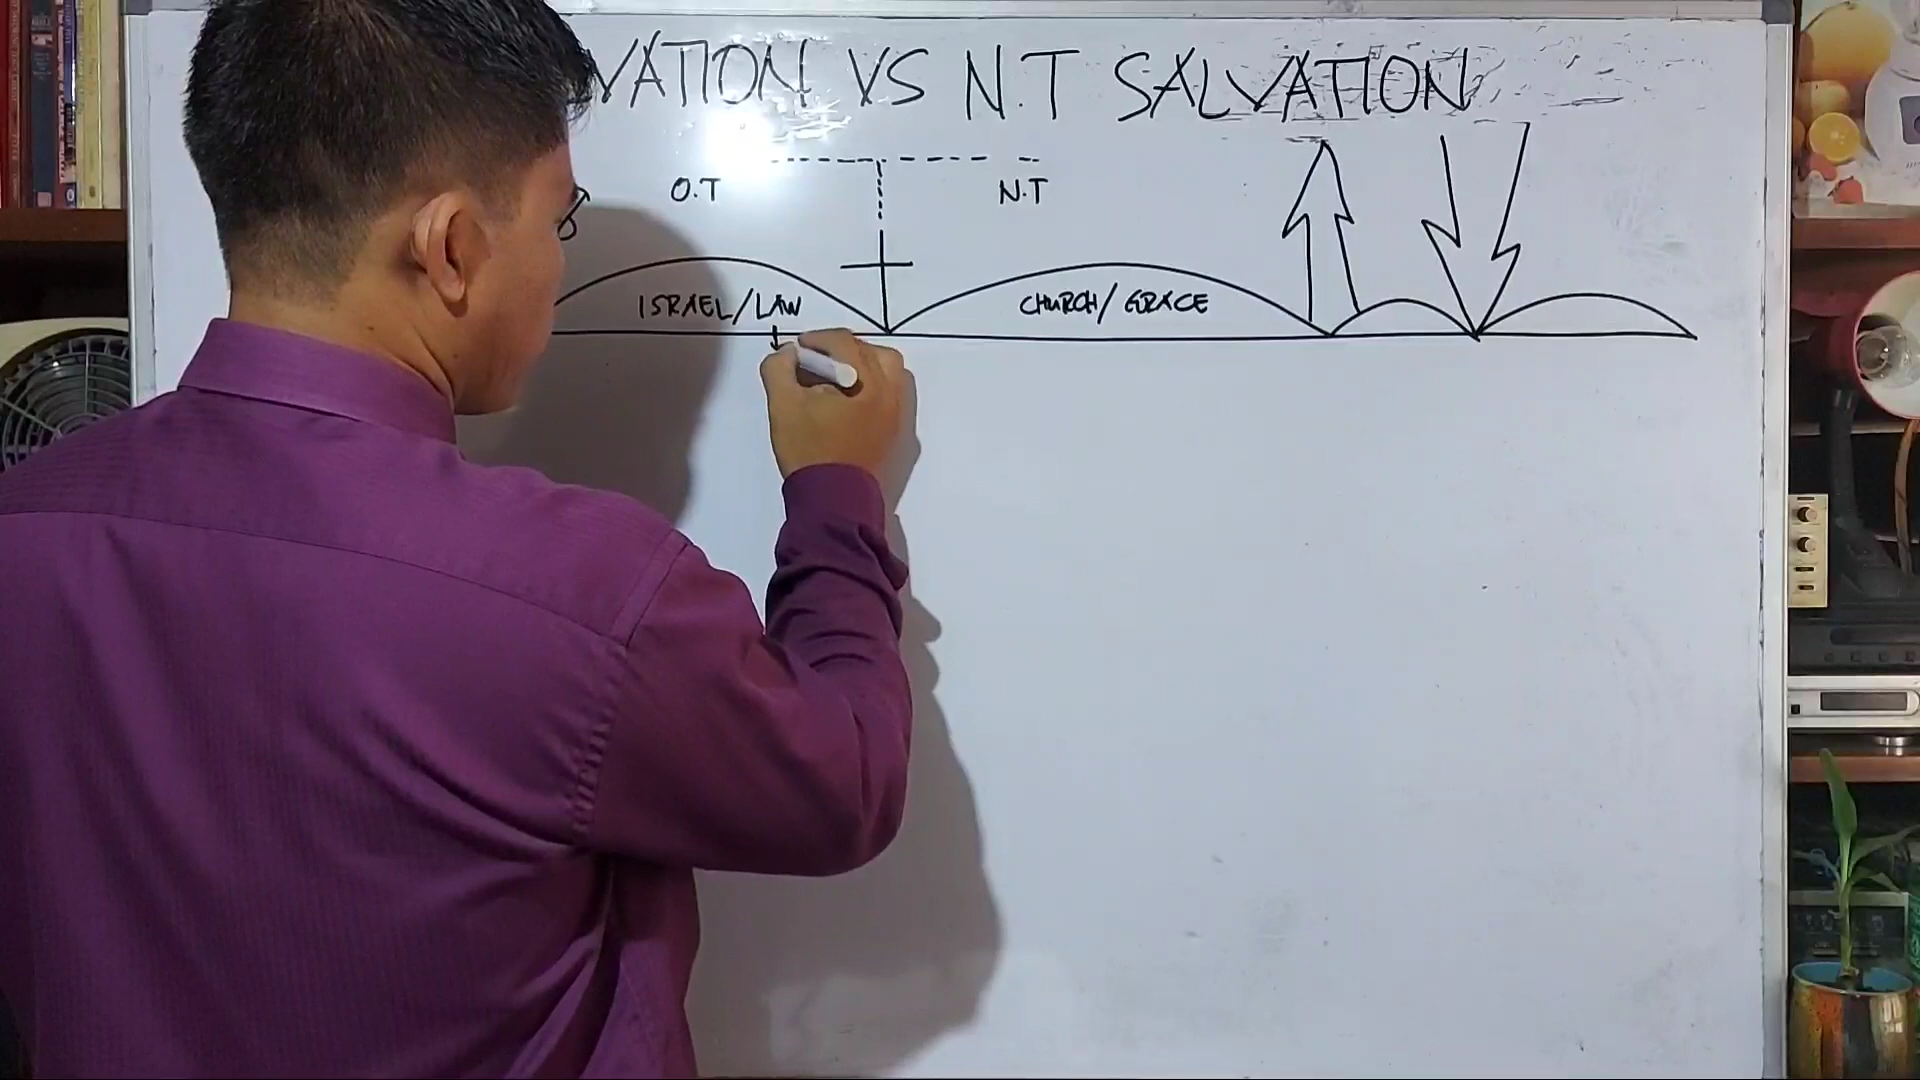 VATION VS N.T SALVATION
O.T N.T
ISRAEL/LAW CHURCH/GRACE